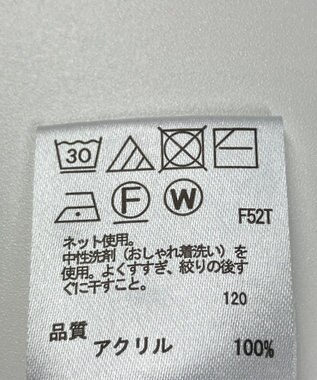 30
F W
F52T
ネット使用。
中性洗剤(おしゃれ着洗い)を
使用。よくすすぎ、絞りの後す
ぐに干すこと。
120
品質
アクリル 100%